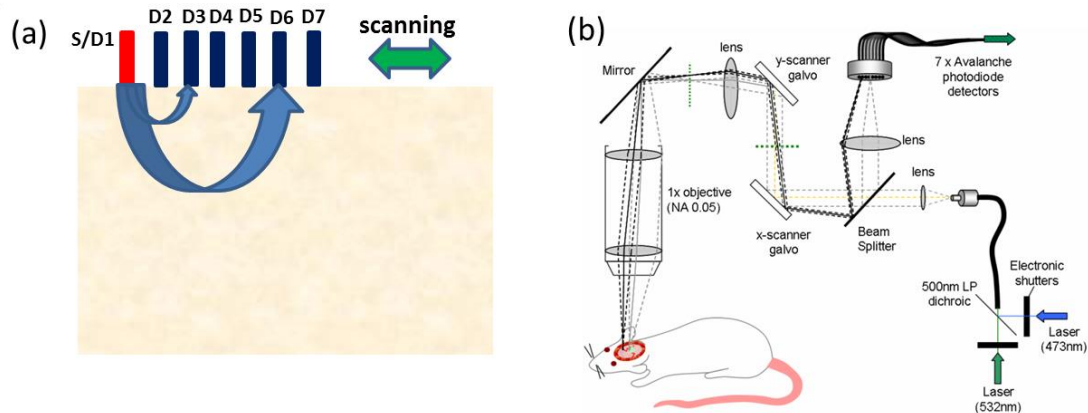 (a)
S/D1
D2
D3
D4
D5
D6
D7
scanning
(b)
Mirror
lens
y-scanner
galvo
7 x Avalanche
photodiode
detectors
lens
1x objective
(NA 0.05)
x-scanner
galvo
Beam
Splitter
lens
500nm LP
dichroic
Electronic
shutters
Laser
(473nm)
Laser
(532nm)